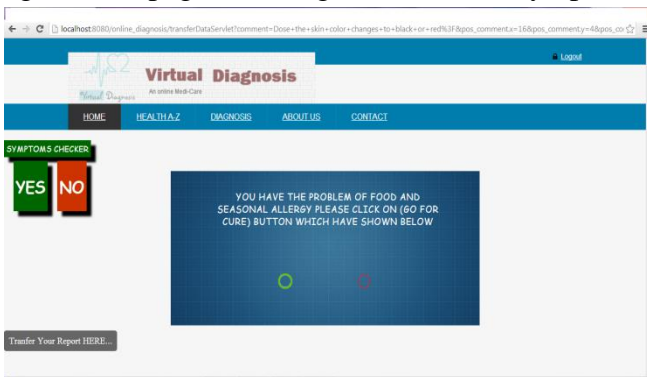 localhost:8080/online_diagnosis/transferDataServlet?comment=Dose+the+skin+color+changes+to+black+or+red%3F&pos_comment.x=16&pos_comment.y=4&pos_co
Logout
Virtual Diagnosis
An online Medi-Care
Virtual Diagnosis
HOME HEALTH A-Z DIAGNOSIS ABOUT US CONTACT
SYMPTOMS CHECKER
YES NO
YOU HAVE THE PROBLEM OF FOOD AND
SEASONAL ALLERGY PLEASE CLICK ON (GO FOR
CURE) BUTTON WHICH HAVE SHOWN BELOW
Tranfer Your Report HERE...